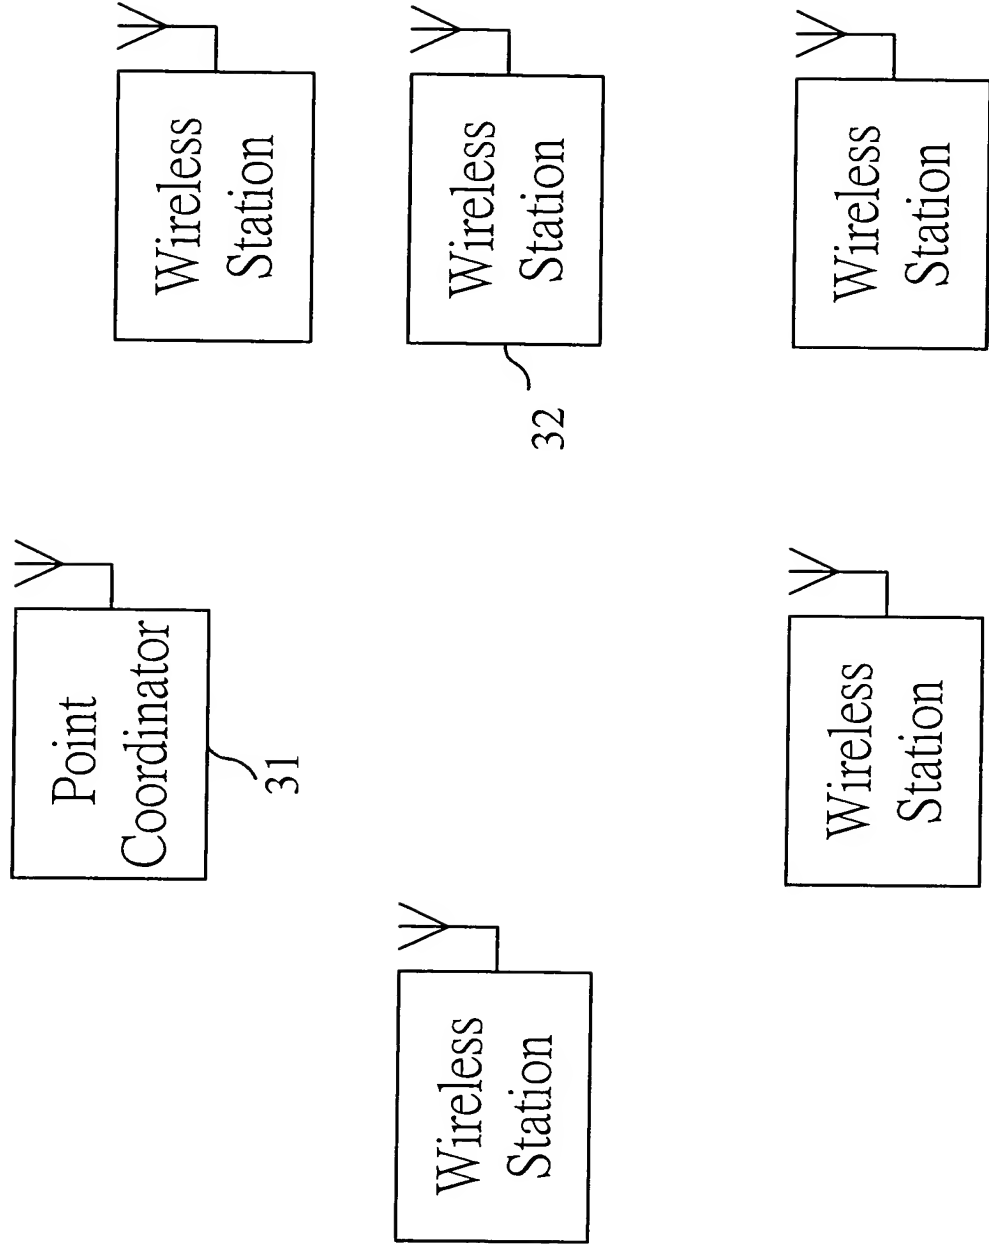 Point
Coordinator
31
Wireless
Station
Wireless
Station
32
Wireless
Station
Wireless
Station
Wireless
Station